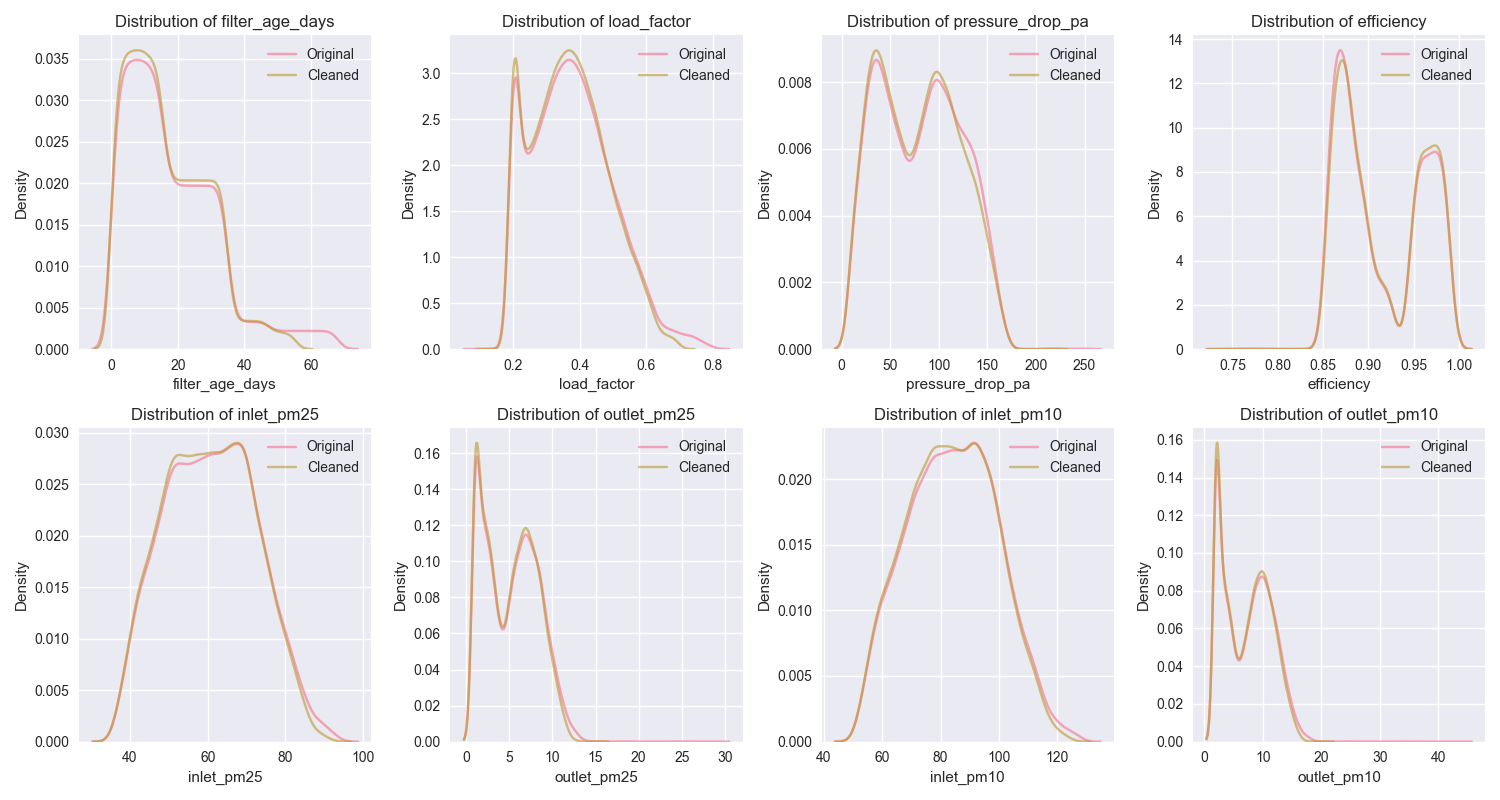 Distribution of filter_age_days
Density
0.035
0.030
0.025
0.020
0.015
0.010
0.005
0.000
Original
Cleaned
0 20 40 60
filter_age_days
Distribution of load_factor
Density
3.0
2.5
2.0
1.5
1.0
0.5
0.0
Original
Cleaned
0.2 0.4 0.6 0.8
load_factor
Distribution of pressure_drop_pa
Density
0.008
0.006
0.004
0.002
0.000
Original
Cleaned
0 50 100 150 200 250
pressure_drop_pa
Distribution of efficiency
Density
14
12
10
8
6
4
2
0
Original
Cleaned
0.75 0.80 0.85 0.90 0.95 1.00
efficiency
Distribution of inlet_pm25
Density
0.030
0.025
0.020
0.015
0.010
0.005
0.000
Original
Cleaned
40 60 80 100
inlet_pm25
Distribution of outlet_pm25
Density
0.16
0.14
0.12
0.10
0.08
0.06
0.04
0.02
0.00
Original
Cleaned
0 5 10 15 20 25 30
outlet_pm25
Distribution of inlet_pm10
Density
0.020
0.015
0.010
0.005
0.000
Original
Cleaned
40 60 80 100 120
inlet_pm10
Distribution of outlet_pm10
Density
0.16
0.14
0.12
0.10
0.08
0.06
0.04
0.02
0.00
Original
Cleaned
0 10 20 30 40
outlet_pm10